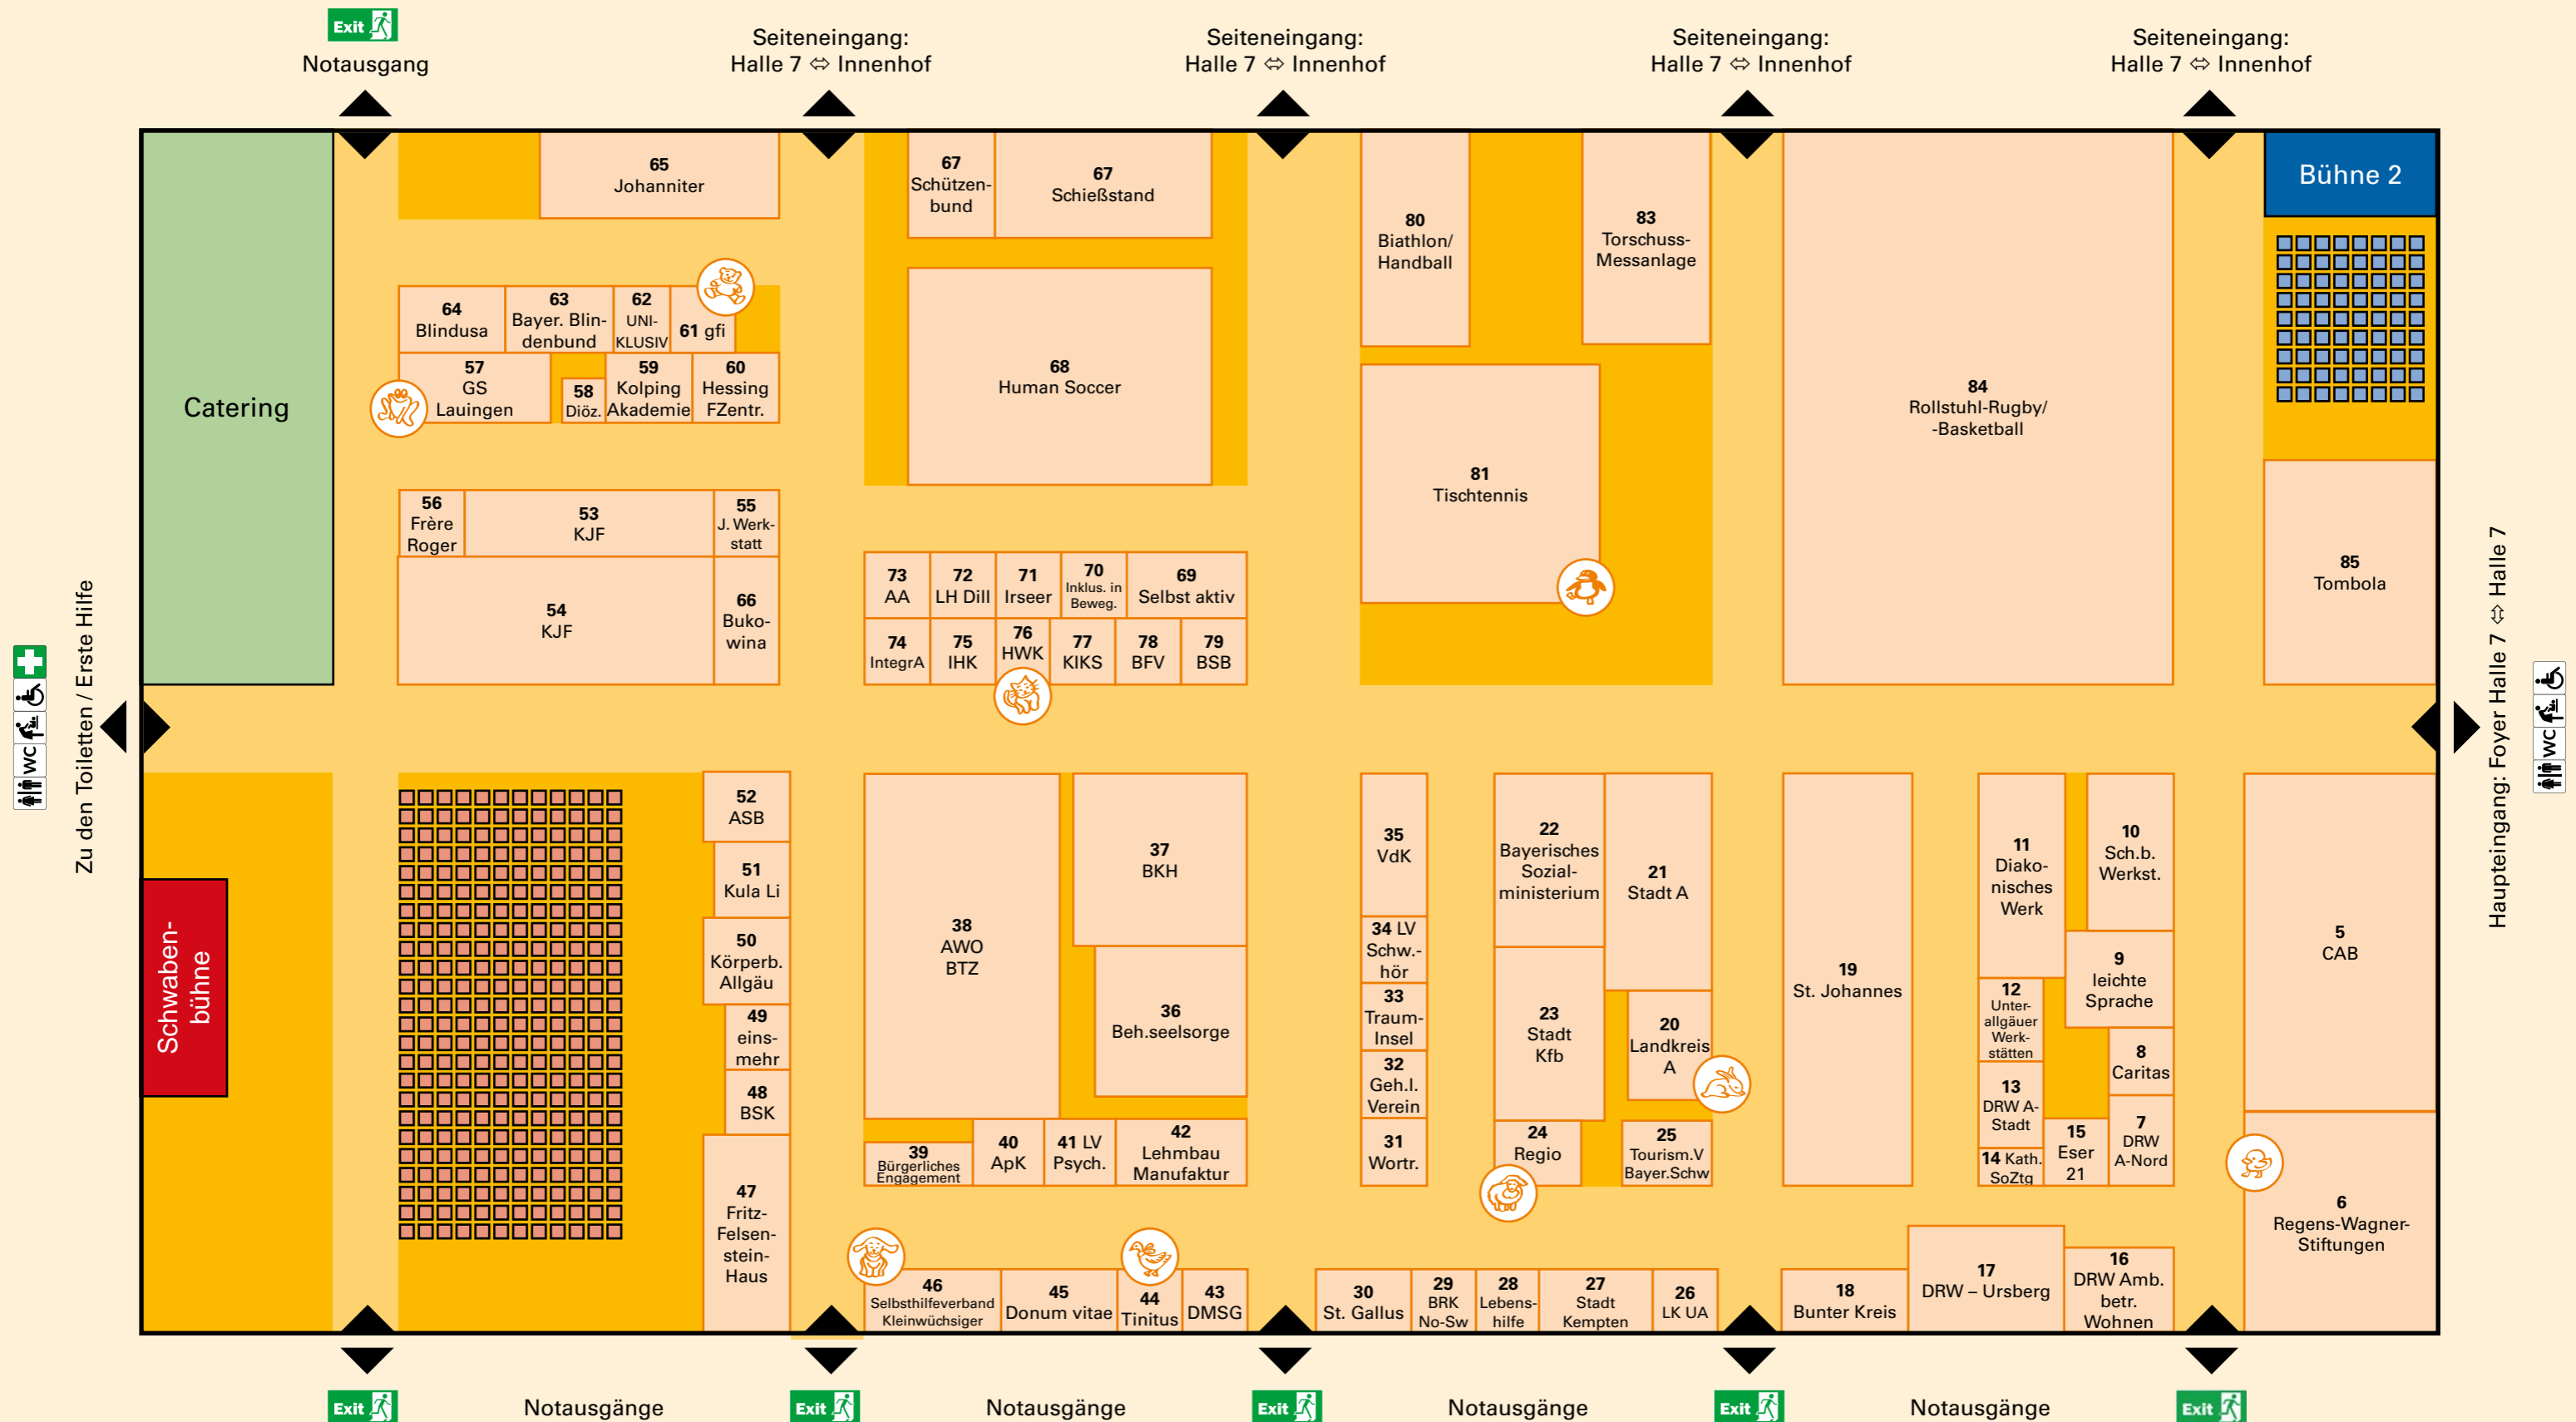 Exit
Notausgang
Seiteneingang:
Halle 7 ⬄ Innenhof
Seiteneingang:
Halle 7 ⬄ Innenhof
Seiteneingang:
Halle 7 ⬄ Innenhof
Seiteneingang:
Halle 7 ⬄ Innenhof
Catering
65
Johanniter
67
Schützen-
bund
67
Schießstand
80
Biathlon/
Handball
83
Torschuss-
Messanlage
84
Rollstuhl-Rugby/
-Basketball
Bühne 2
64
Blindusa
63
Bayer. Blin-
denbund
62
UNI-
KLUSIV
61 gfi
57
GS
Lauingen
58
Diöz.
59
Kolping
Akademie
60
Hessing
FZentr.
68
Human Soccer
81
Tischtennis
85
Tombola
56
Frère
Roger
53
KJF
55
J. Werk-
statt
54
KJF
66
Buko-
wina
73
AA
72
LH Dill
71
Irseer
70
Inklus. in
Beweg.
69
Selbst aktiv
74
IntegrA
75
IHK
76
HWK
77
KIKS
78
BFV
79
BSB
Zu den Toiletten / Erste Hilfe
WC
Haupteingang: Foyer Halle 7 ⬄ Halle 7
WC
Schwaben-
bühne
52
ASB
51
Kula Li
50
Körperb.
Allgäu
49
eins-
mehr
48
BSK
47
Fritz-
Felsen-
stein-
Haus
38
AWO
BTZ
37
BKH
36
Beh.seelsorge
39
Bürgerliches
Engagement
40
ApK
41 LV
Psych.
42
Lehmbau
Manufaktur
46
Selbsthilfeverband
Kleinwüchsiger
45
Donum vitae
44
Tinitus
43
DMSG
35
VdK
34 LV
Schw.-
hör
33
Traum-
Insel
32
Geh.l.
Verein
31
Wortr.
22
Bayerisches
Sozial-
ministerium
21
Stadt A
23
Stadt
Kfb
20
Landkreis
A
24
Regio
25
Tourism.V
Bayer.Schw
30
St. Gallus
29
BRK
No-Sw
28
Lebens-
hilfe
27
Stadt
Kempten
26
LK UA
19
St. Johannes
11
Diako-
nisches
Werk
10
Sch.b.
Werkst.
9
leichte
Sprache
12
Unter-
allgäuer
Werk-
stätten
8
Caritas
13
DRW A-
Stadt
7
DRW
A-Nord
14 Kath.
SoZtg
15
Eser
21
18
Bunter Kreis
17
DRW – Ursberg
16
DRW Amb.
betr.
Wohnen
5
CAB
6
Regens-Wagner-
Stiftungen
Exit
Notausgänge
Exit
Notausgänge
Exit
Notausgänge
Exit
Notausgänge
Exit